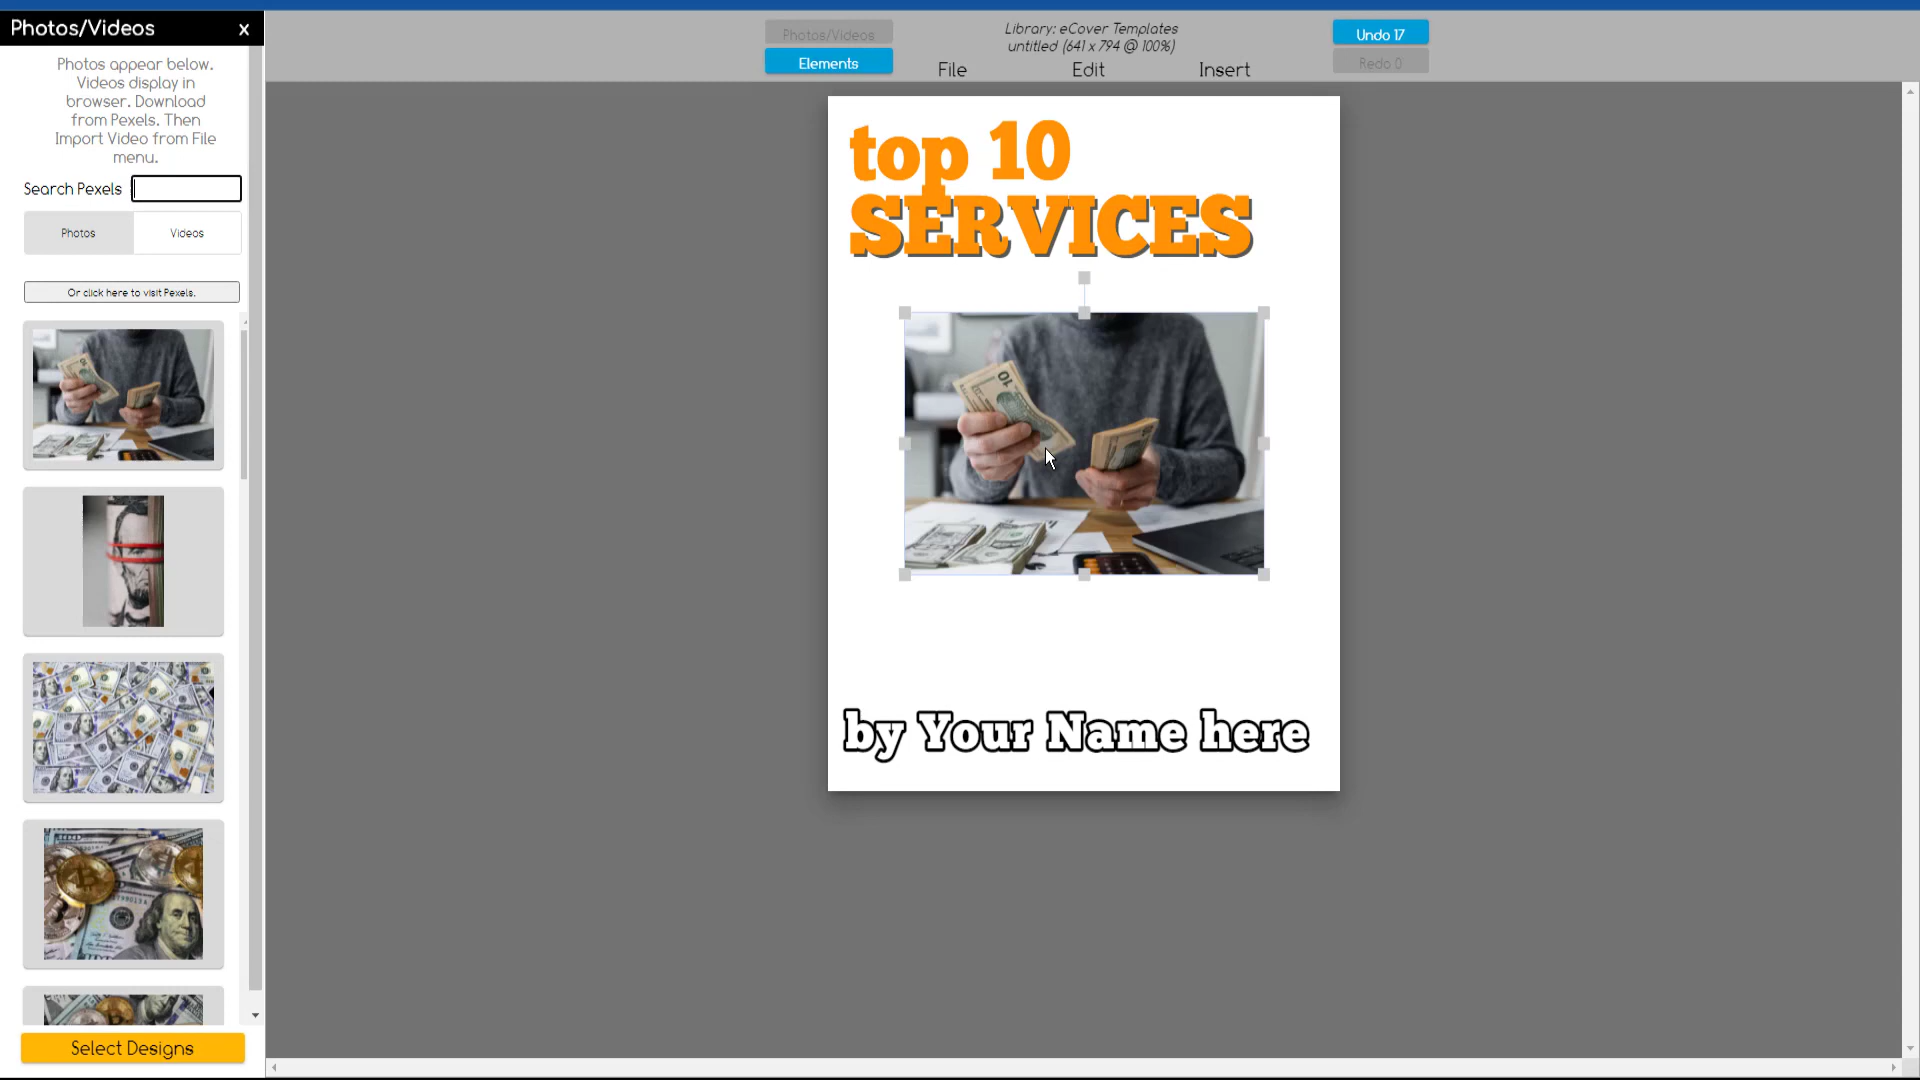 Photos/Videos x
Photos appear below.
Videos display in
browser. Download
from Pexels. Then
Import Video from File
menu.
Search Pexels
Photos Videos
Or click here to visit Pexels.
Select Designs
Photos/Videos
Elements
Library: eCover Templates
untitled (641 x 794 @ 100%)
File Edit Insert
Undo 17
Redo 0
top 10
SERVICES
10
by Your Name here